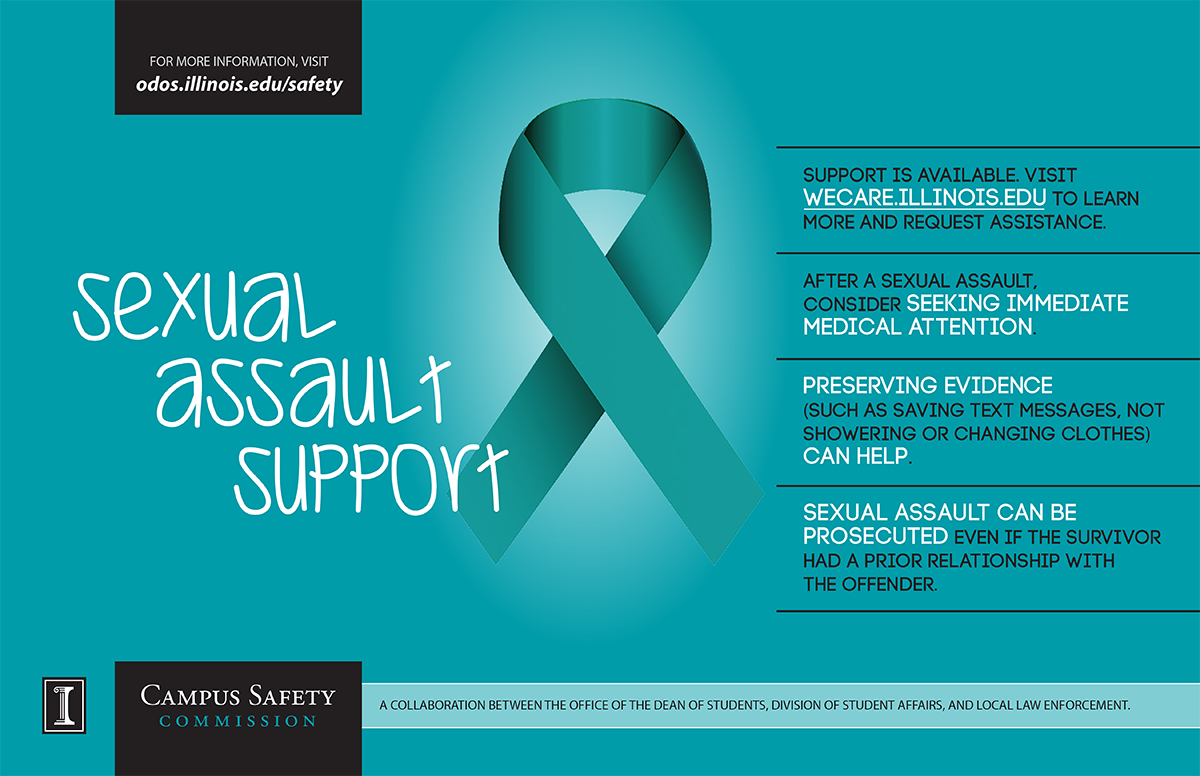 FOR MORE INFORMATION, VISIT
odos.illinois.edu/safety
sexual
assault
support
SUPPORT IS AVAILABLE. VISIT
WECARE.ILLINOIS.EDU TO LEARN
MORE AND REQUEST ASSISTANCE.
AFTER A SEXUAL ASSAULT,
CONSIDER SEEKING IMMEDIATE
MEDICAL ATTENTION.
PRESERVING EVIDENCE
(SUCH AS SAVING TEXT MESSAGES, NOT
SHOWERING OR CHANGING CLOTHES)
CAN HELP.
SEXUAL ASSAULT CAN BE
PROSECUTED EVEN IF THE SURVIVOR
HAD A PRIOR RELATIONSHIP WITH
THE OFFENDER.
I
CAMPUS SAFETY
COMMISSION
A COLLABORATION BETWEEN THE OFFICE OF THE DEAN OF STUDENTS, DIVISION OF STUDENT AFFAIRS, AND LOCAL LAW ENFORCEMENT.